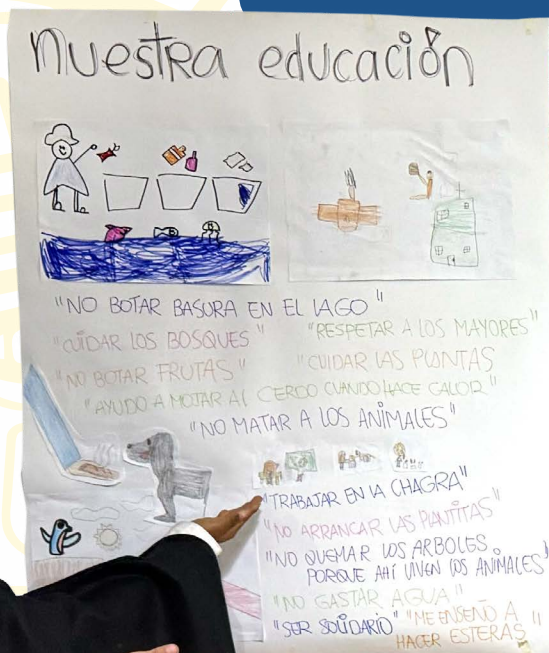 nuestra educación
"NO BOTAR BASURA EN EL LAGO"
"CUIDAR LOS BOSQUES" "RESPETAR A LOS MAYORES"
"NO BOTAR FRUTAS" "CUIDAR LAS PLANTAS
"AYUDO A MOJAR AL CERDO CUANDO HACE CALOR"
"NO MATAR A LOS ANIMALES"
"TRABAJAR EN LA CHAGRA"
"NO ARRANCAR LAS PLANTITAS"
"NO QUEMAR LOS ARBOLES
PORQUE AHÍ VIVEN LOS ANIMALES"
"NO GASTAR AGUA"
"SER SOLIDARIO" "ME ENSEÑO A
HACER ESTERAS"